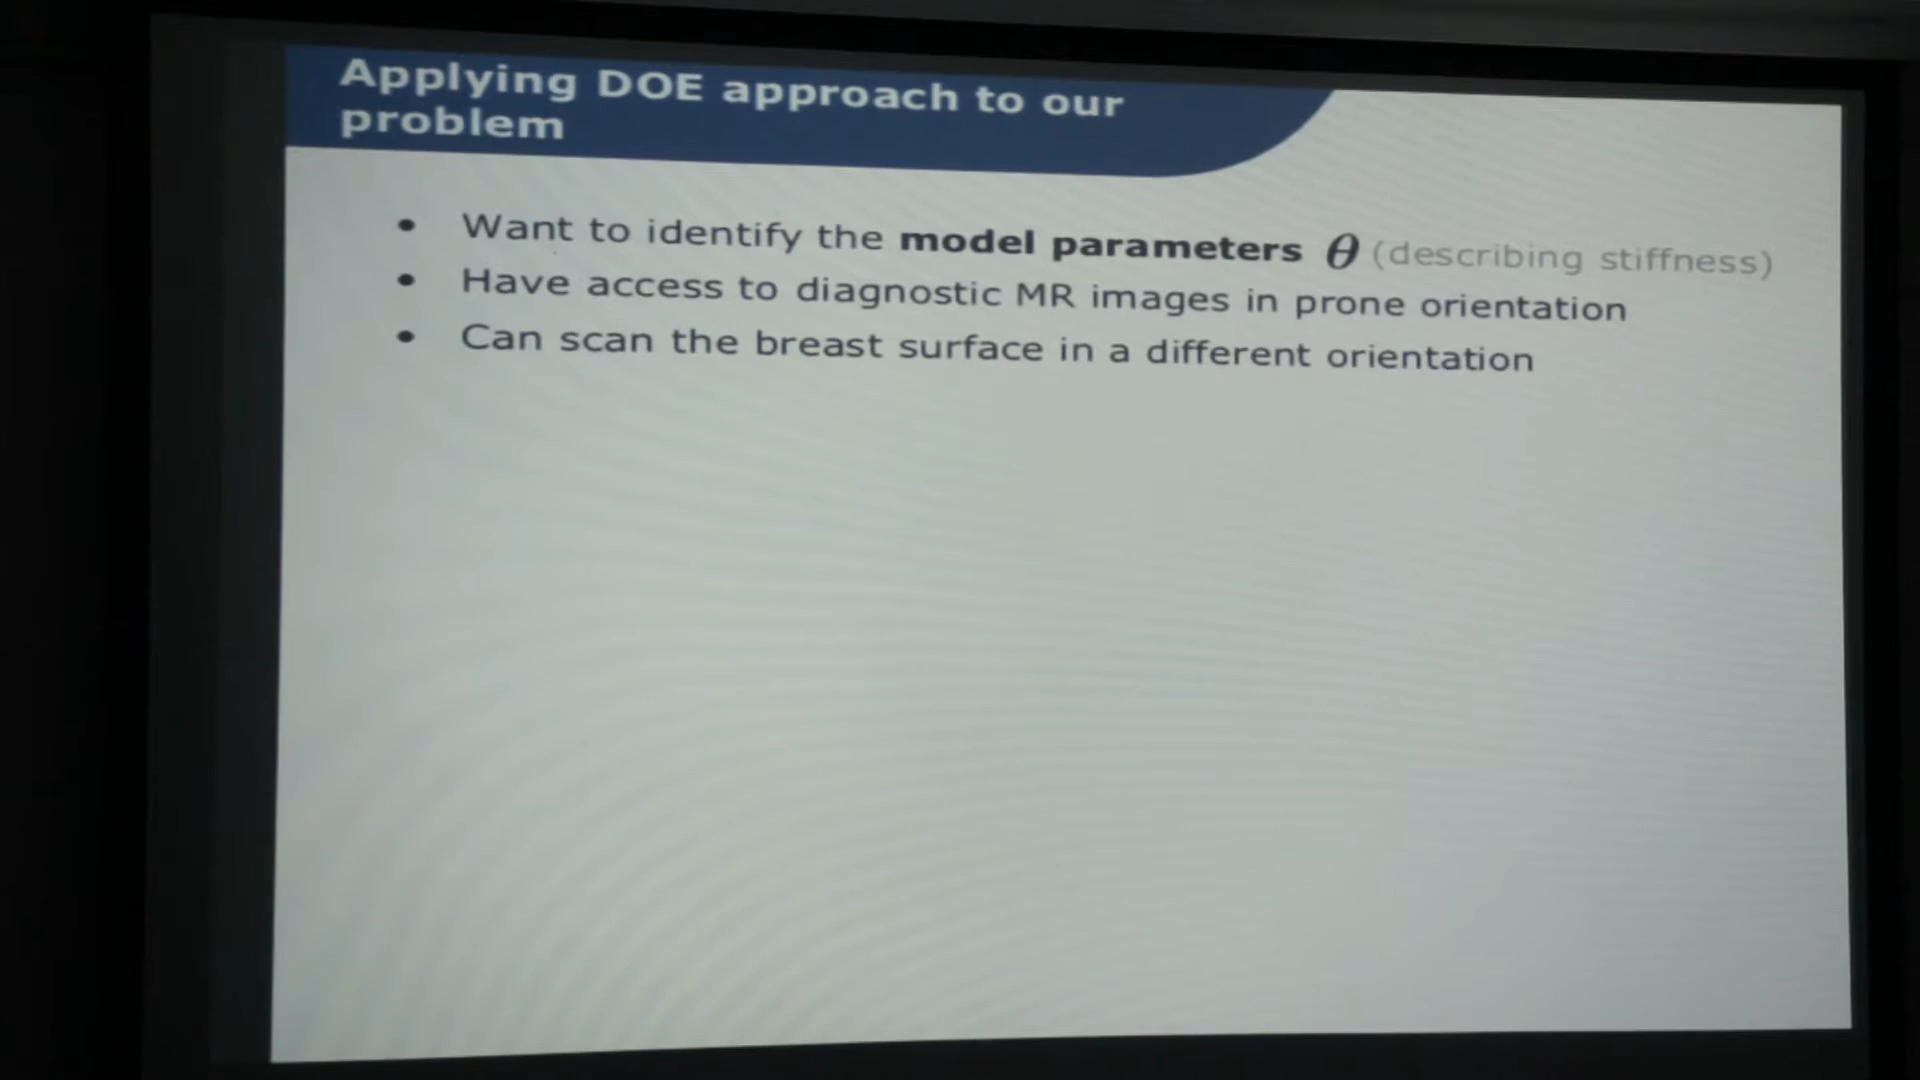 Applying DOE approach to our
problem
• Want to identify the model parameters θ (describing stiffness)
• Have access to diagnostic MR images in prone orientation
• Can scan the breast surface in a different orientation